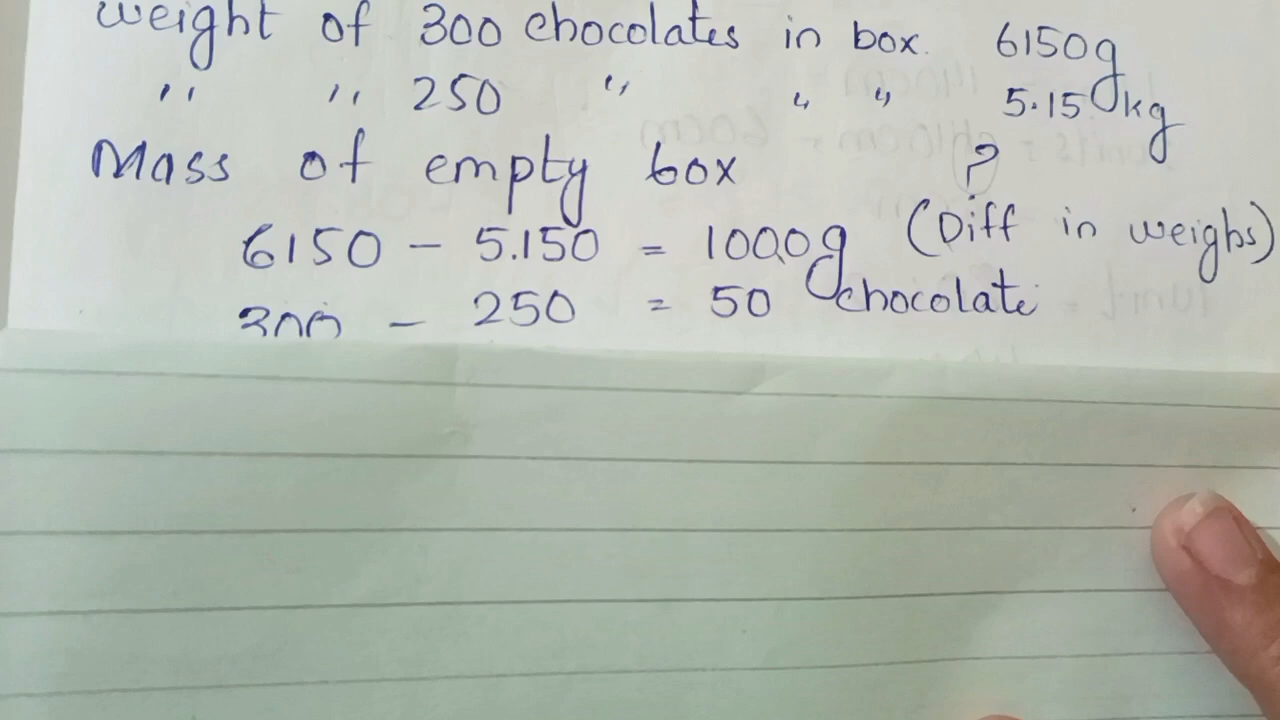 weight of 300 chocolates in box. 6150g
" " 250 " " " 5.150kg
Mass of empty box ?
6150 - 5.150 = 1000g (Diff in weighs)
300 - 250 = 50 chocolate